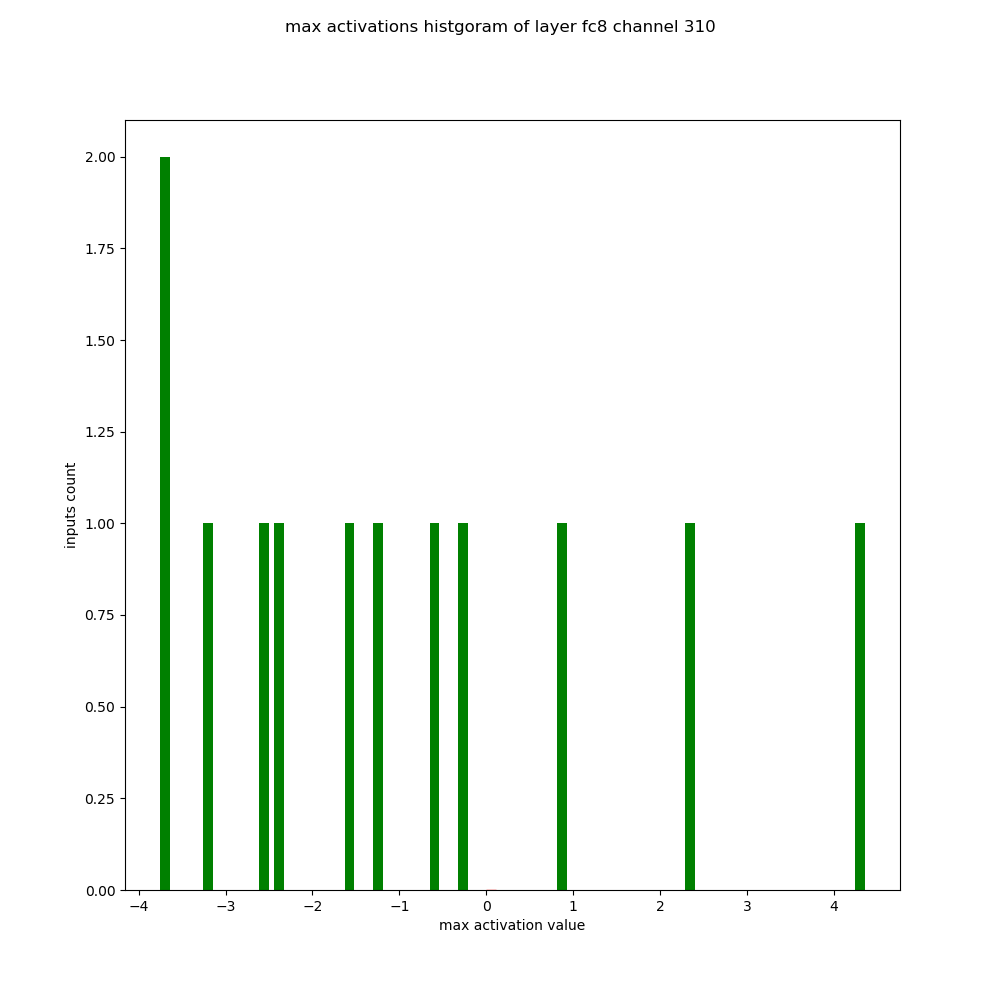 max activations histgoram of layer fc8 channel 310
2.00
1.75
1.50
1.25
1.00
0.75
0.50
0.25
0.00
inputs count
−4 −3 −2 −1 0 1 2 3 4
max activation value